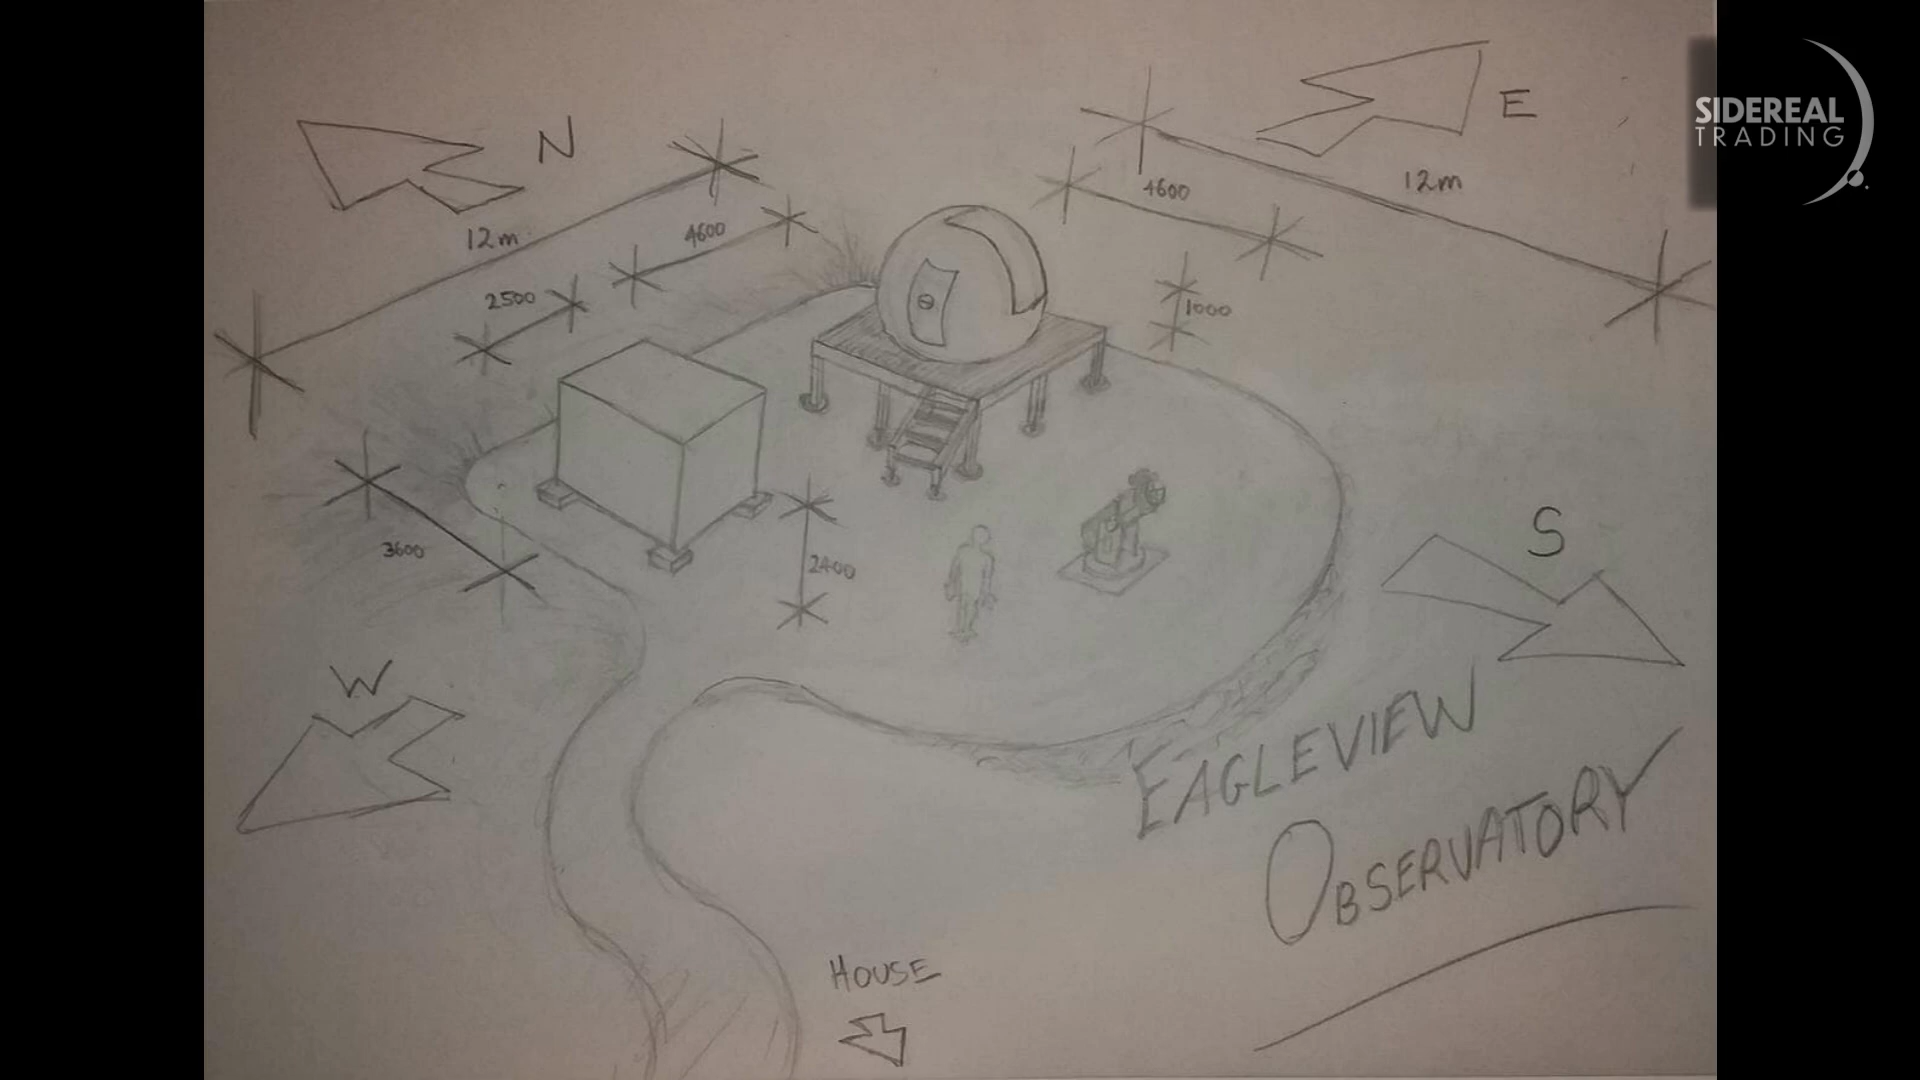 N
E
SIDEREAL
TRADING
12m
4600
4600
12m
2500
1000
3600
2400
S
W
EAGLEVIEW
OBSERVATORY
HOUSE